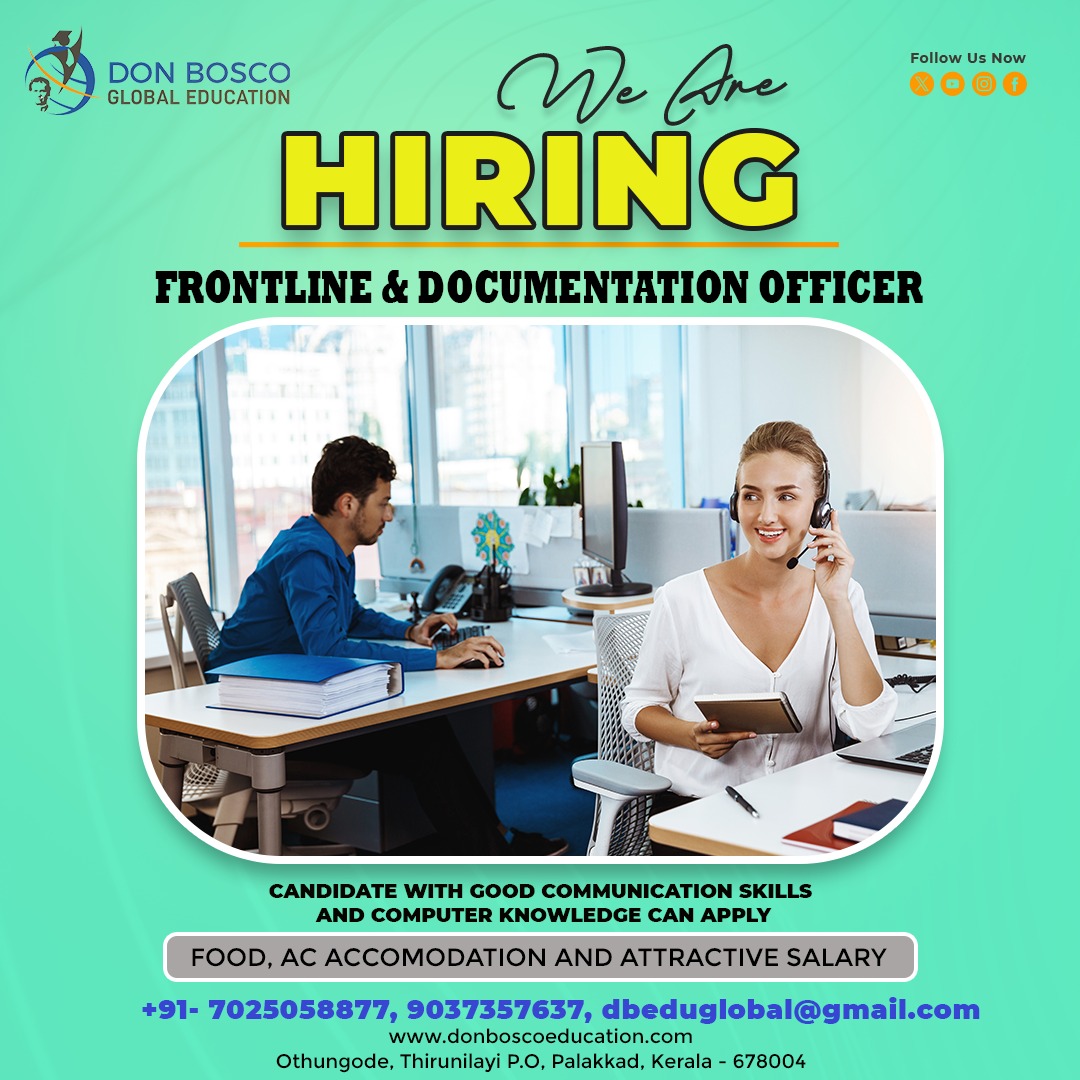 DON BOSCO
GLOBAL EDUCATION
We Are
Follow Us Now
HIRING
FRONTLINE & DOCUMENTATION OFFICER
CANDIDATE WITH GOOD COMMUNICATION SKILLS
AND COMPUTER KNOWLEDGE CAN APPLY
FOOD, AC ACCOMODATION AND ATTRACTIVE SALARY
+91- 7025058877, 9037357637, dbeduglobal@gmail.com
www.donboscoeducation.com
Othungode, Thirunilayi P.O, Palakkad, Kerala - 678004